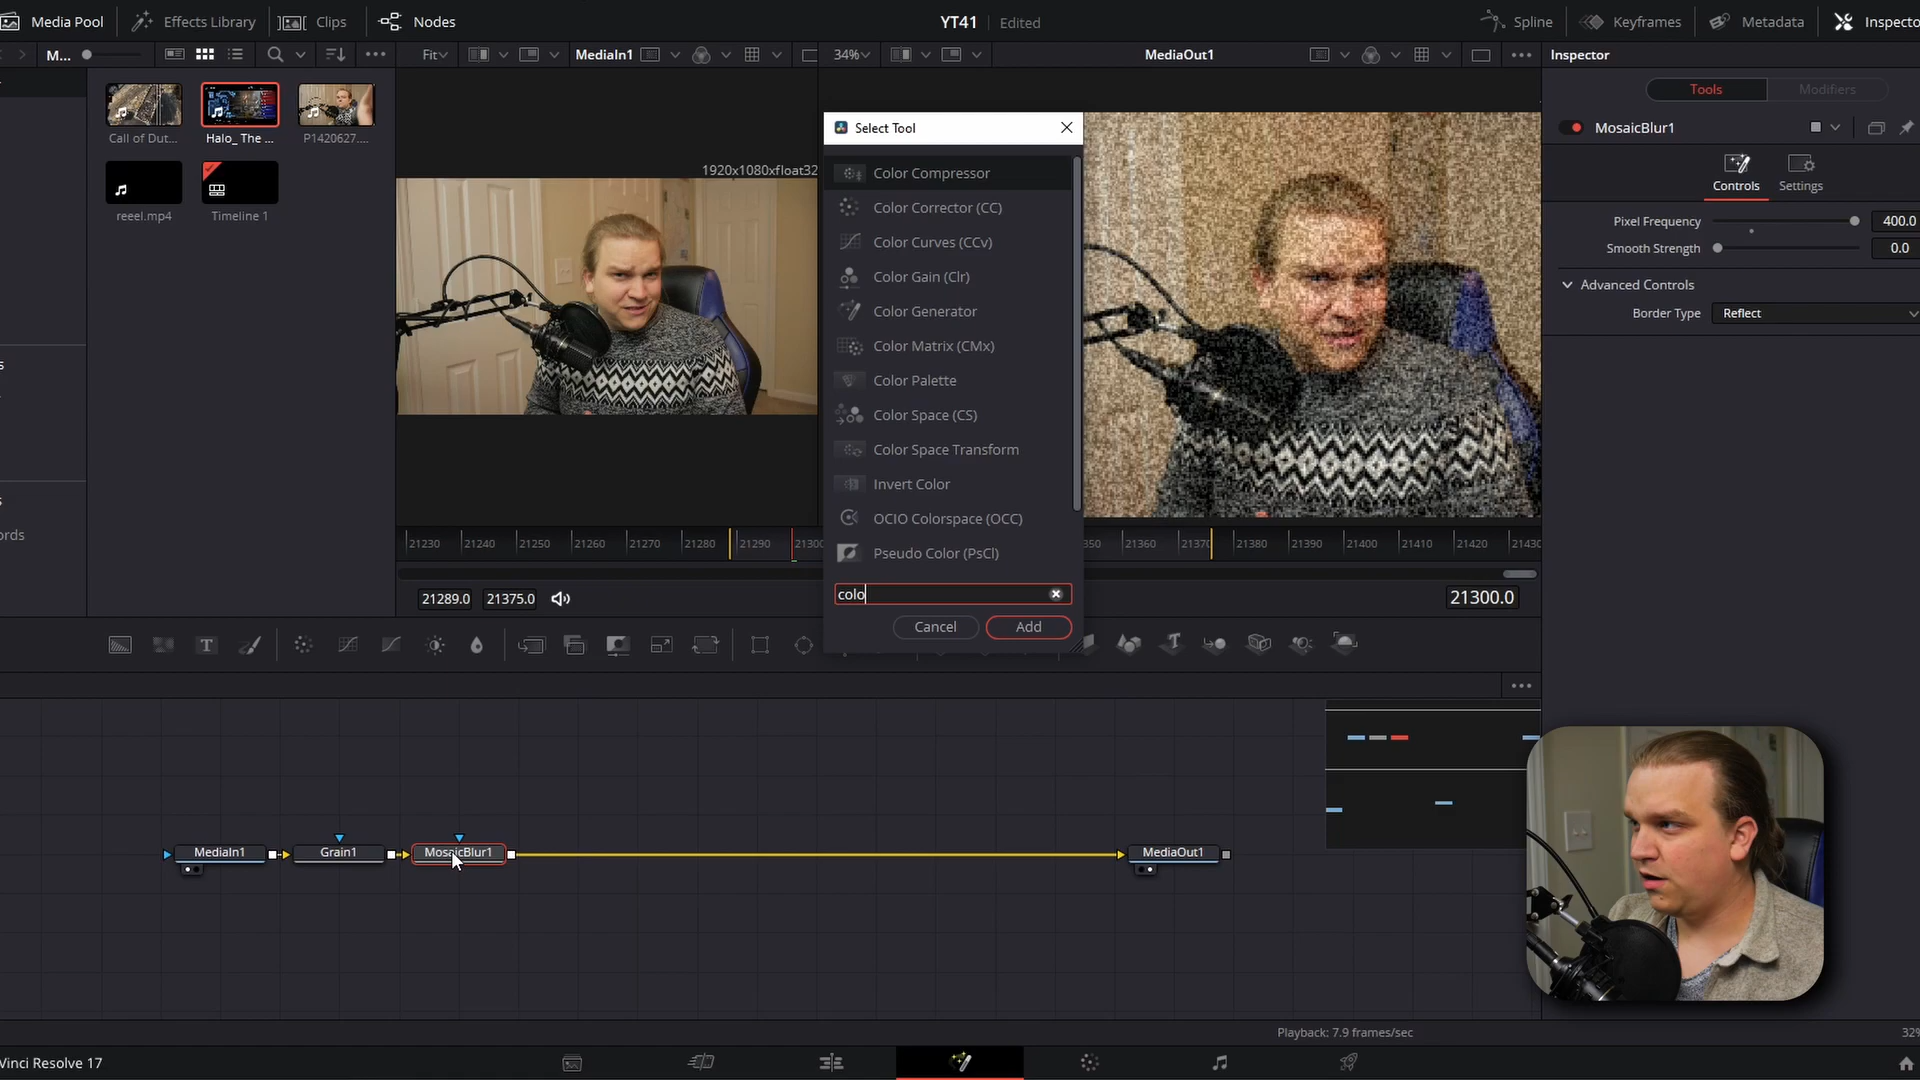 Media Pool
Effects Library
Clips
Nodes
YT41
Edited
Spline
Keyframes
Metadata
Inspecto
M...
Fit
MediaIn1
34%
MediaOut1
Inspector
Tools
Modifiers
Call of Dut...
Halo_ The ...
P1420627....
reeel.mp4
Timeline 1
1920x1080xfloat32
Select Tool
Color Compressor
Color Corrector (CC)
Color Curves (CCv)
Color Gain (Clr)
Color Generator
Color Matrix (CMx)
Color Palette
Color Space (CS)
Color Space Transform
Invert Color
OCIO Colorspace (OCC)
Pseudo Color (PsCl)
colo
Cancel
Add
MosaicBlur1
Controls
Settings
Pixel Frequency
400.0
Smooth Strength
0.0
Advanced Controls
Border Type
Reflect
ords
21230
21240
21250
21260
21270
21280
21290
21300
350
21360
21370
21380
21390
21400
21410
21420
21430
21289.0
21375.0
21300.0
MediaIn1
Grain1
MosaicBlur1
MediaOut1
Playback: 7.9 frames/sec
32%
Vinci Resolve 17